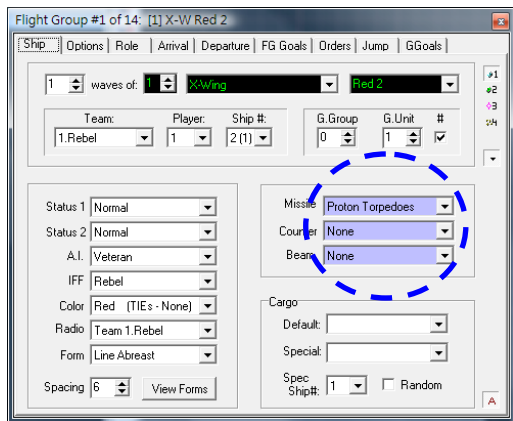 Flight Group #1 of 14: [1] X-W Red 2
Ship Options Role Arrival Departure FG Goals Orders Jump GGoals
1 waves of: 1 X-Wing Red 2
Team: Player: Ship #: G.Group G.Unit #
1.Rebel 1 2 (1) 0 1
Status 1 Normal
Status 2 Normal
A.I. Veteran
IFF Rebel
Color Red (TIEs - None)
Radio Team 1.Rebel
Form Line Abreast
Spacing 6 View Forms
Missile Proton Torpedoes
Counter None
Beam None
Cargo
Default:
Special:
Spec
Ship#: 1 Random
1
2
3
4
A